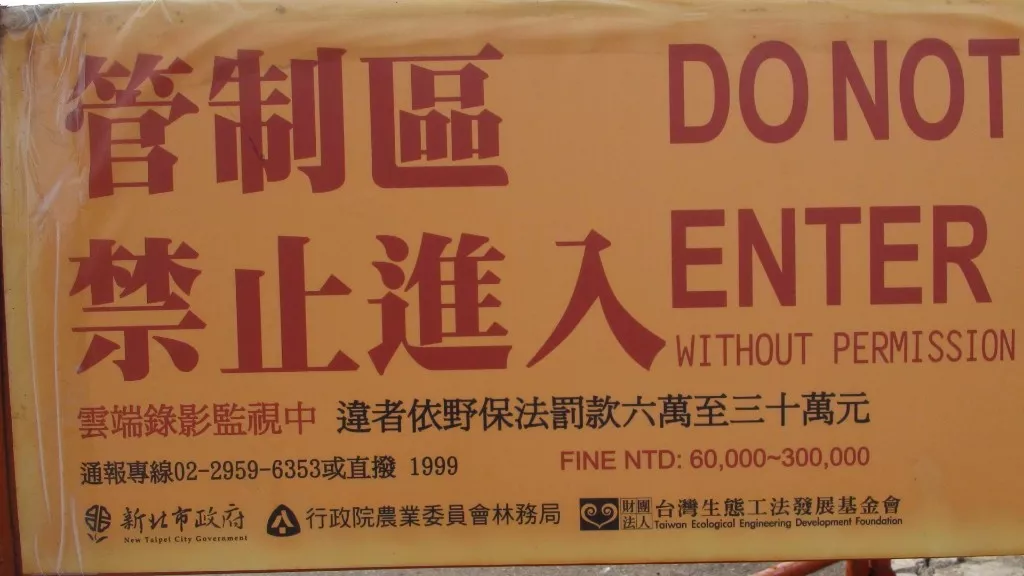 管制區
DO NOT
禁止進入
ENTER
WITHOUT PERMISSION
雲端錄影監視中 違者依野保法罰款六萬至三十萬元
通報專線02-2959-6353或直撥 1999
FINE NTD: 60,000~300,000
新北市政府
New Taipei City Government
行政院農業委員會林務局
財團法人
台灣生態工法發展基金會
Taiwan Ecological Engineering Development Foundation